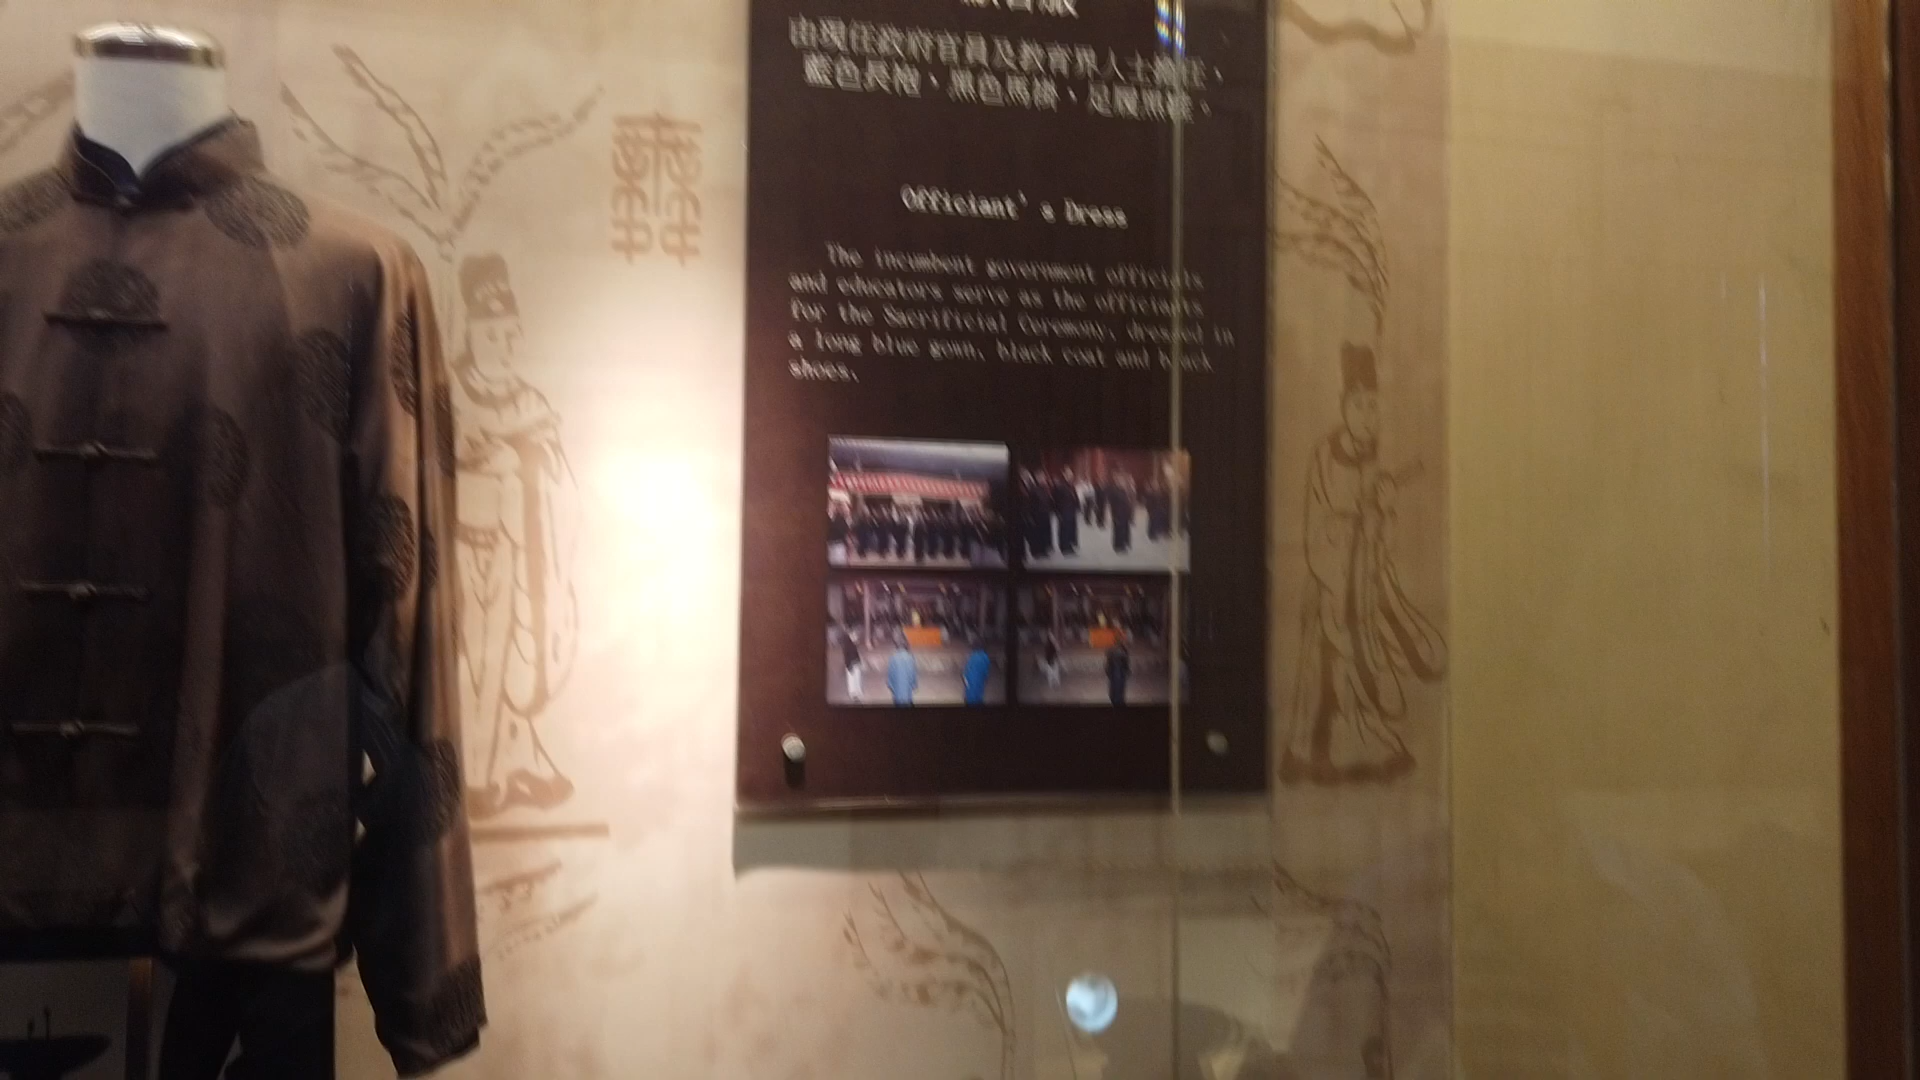 由現任政府官員及教育界人士擔任、
藍色長袍、黑色馬褂、足履黑鞋。
Officiant's Dress
The incumbent government officials
and educators serve as the officiants
for the Sacrificial Ceremony, dressed in
a long blue gown, black coat and black
shoes.